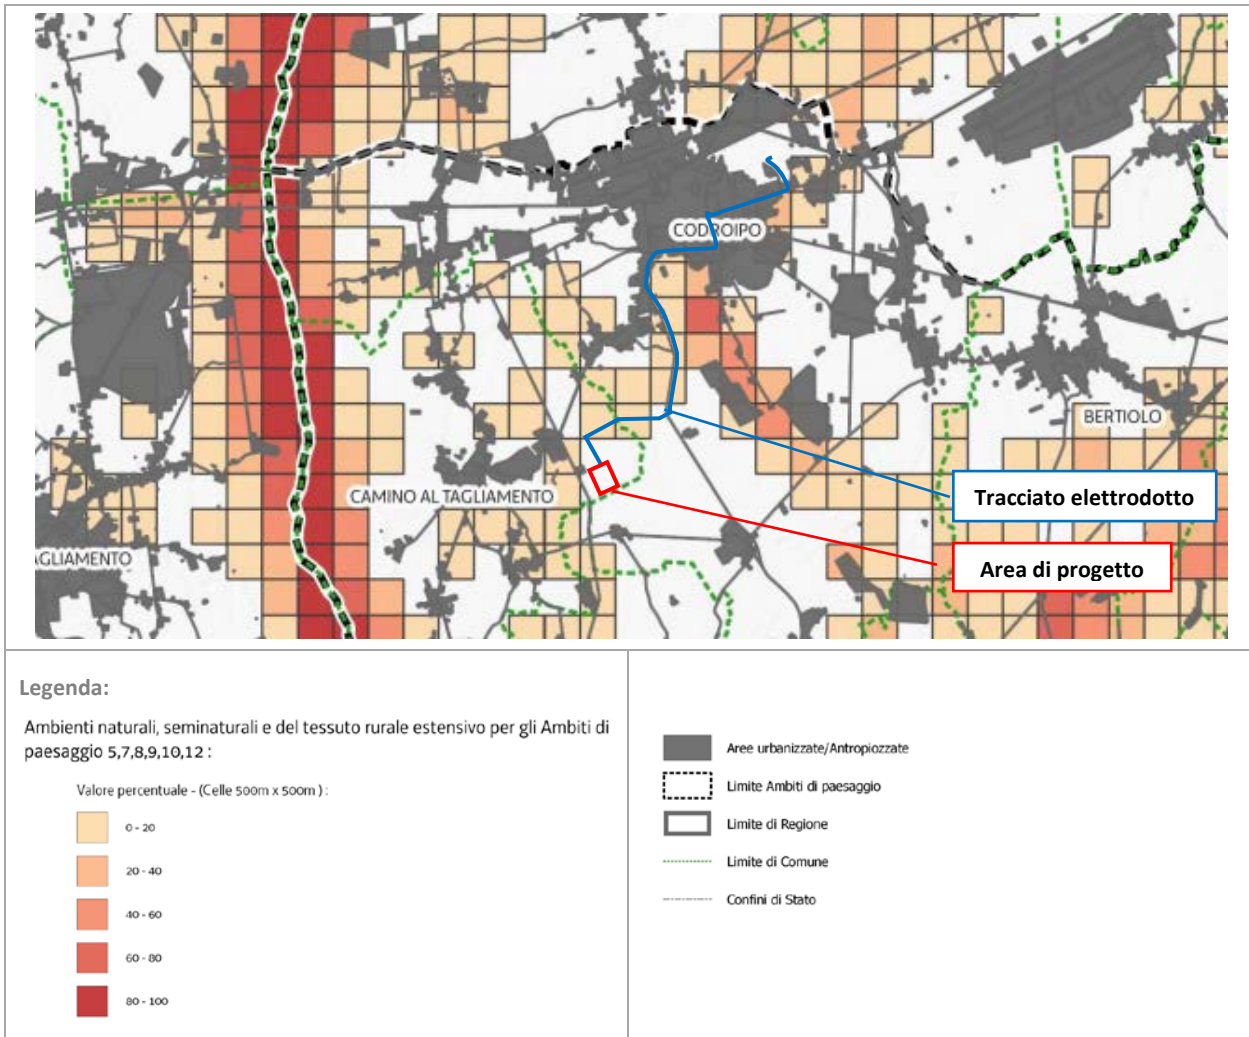 CODROIPO
BERTIOLO
CAMINO AL TAGLIAMENTO
AGLIAMENTO
Tracciato elettrodotto
Area di progetto
Legenda:
Ambienti naturali, seminaturali e del tessuto rurale estensivo per gli Ambiti di
paesaggio 5,7,8,9,10,12 :
Valore percentuale - (Celle 500m x 500m ) :
0 - 20
20 - 40
40 - 60
60 - 80
80 - 100
Aree urbanizzate/Antropiozzate
Limite Ambiti di paesaggio
Limite di Regione
Limite di Comune
Confini di Stato